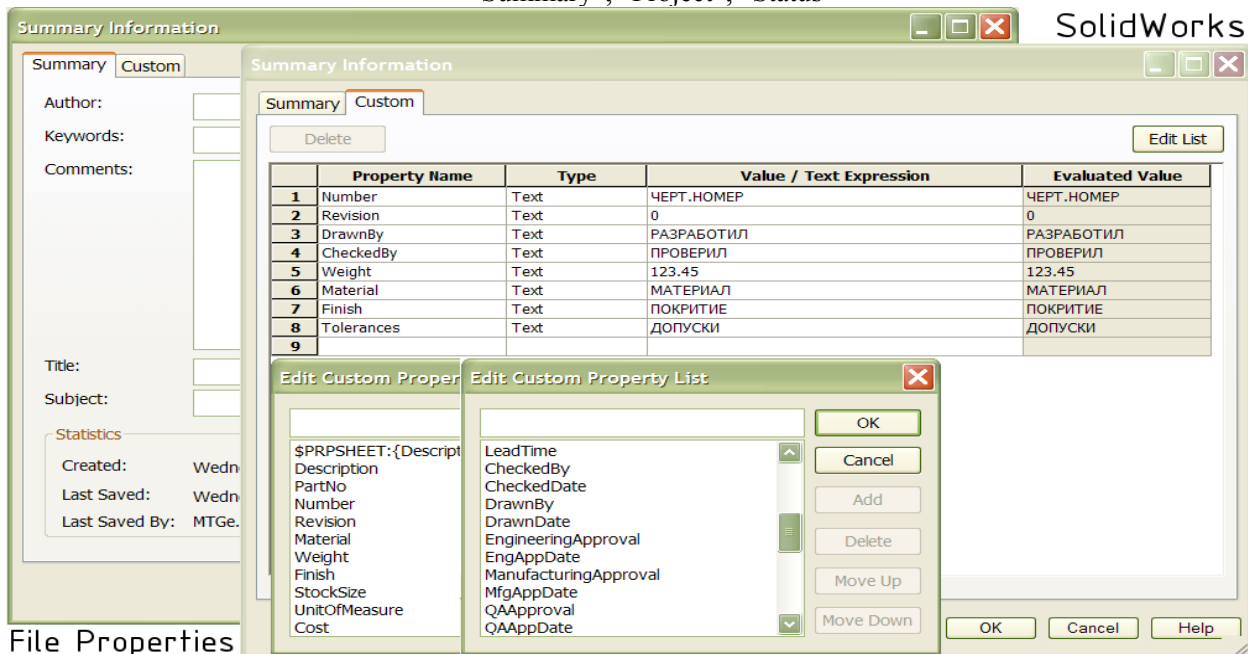 "Summary", "Project", "Status"
SolidWorks
Summary Information
Summary Custom
Author:
Keywords:
Comments:
Title:
Subject:
Statistics
Created: Wedn
Last Saved: Wedn
Last Saved By: MTGe.
File Properties
Summary Information
Summary Custom
Delete
Edit List
Property Name Type Value / Text Expression Evaluated Value
1 Number Text ЧЕРТ.НОМЕР ЧЕРТ.НОМЕР
2 Revision Text 0 0
3 DrawnBy Text РАЗРАБОТИЛ РАЗРАБОТИЛ
4 CheckedBy Text ПРОВЕРИЛ ПРОВЕРИЛ
5 Weight Text 123.45 123.45
6 Material Text МАТЕРИАЛ МАТЕРИАЛ
7 Finish Text ПОКРИТИЕ ПОКРИТИЕ
8 Tolerances Text ДОПУСКИ ДОПУСКИ
9
Edit Custom Proper
$PRPSHEET:{Descript
Description
PartNo
Number
Revision
Material
Weight
Finish
StockSize
UnitOfMeasure
Cost
Edit Custom Property List
LeadTime
CheckedBy
CheckedDate
DrawnBy
DrawnDate
EngineeringApproval
EngAppDate
ManufacturingApproval
MfgAppDate
QAApproval
QAAppDate
OK
Cancel
Add
Delete
Move Up
Move Down
OK Cancel Help